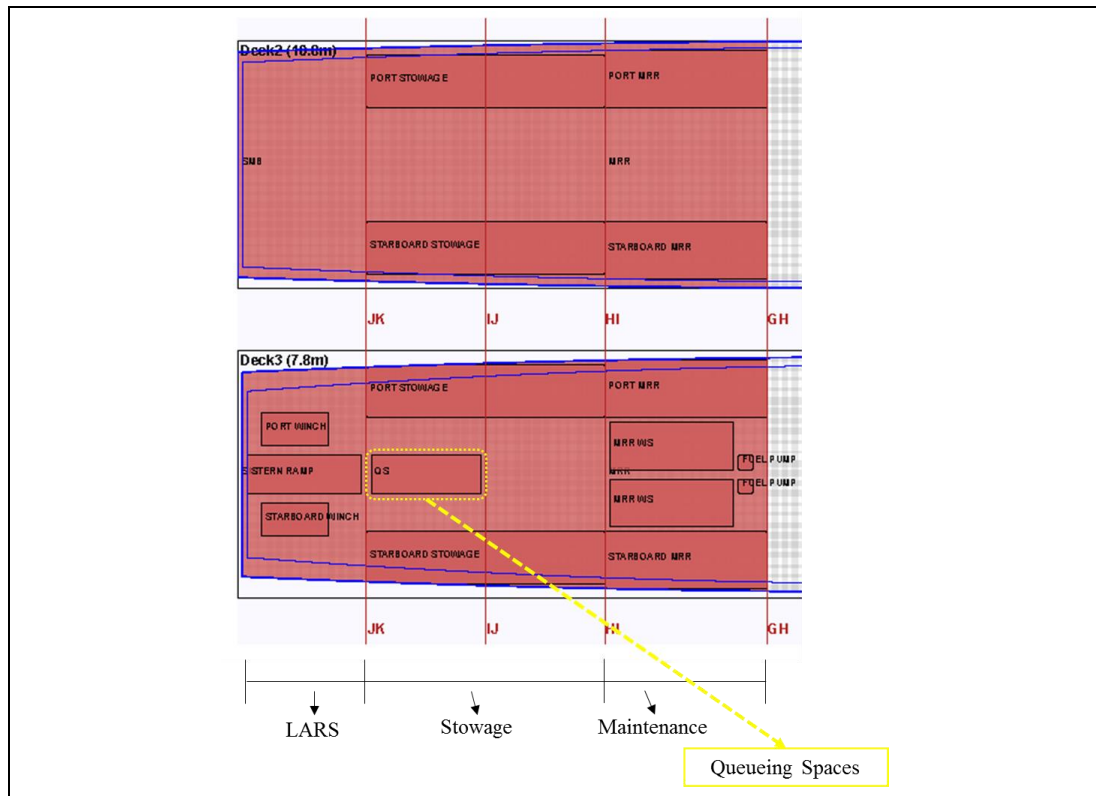 Deck2 (10.8m)
PORT STOWAGE
PORT MRR
SMB
MRR
STARBOARD STOWAGE
STARBOARD MRR
JK
IJ
HI
GH
Deck3 (7.8m)
PORT STOWAGE
PORT MRR
PORT WINCH
MRR WS
STERN RAMP
QS
MRR
FUEL PUMP
FUEL PUMP
MRR WS
STARBOARD WINCH
STARBOARD STOWAGE
STARBOARD MRR
JK
IJ
HI
GH
LARS
Stowage
Maintenance
Queueing Spaces